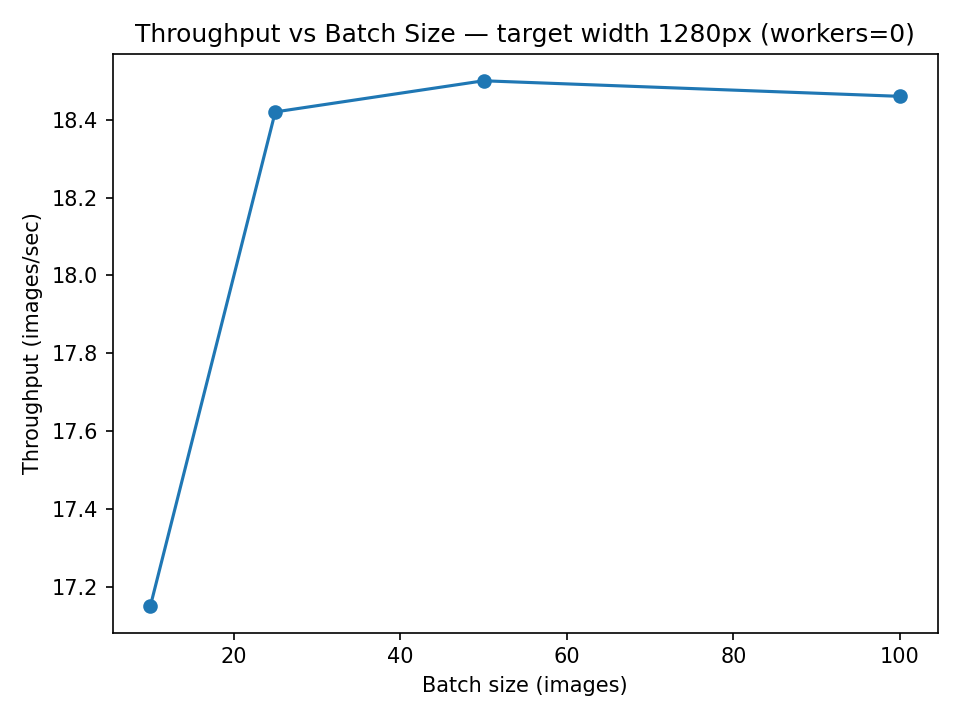 Throughput vs Batch Size — target width 1280px (workers=0)
Throughput (images/sec)
18.4
18.2
18.0
17.8
17.6
17.4
17.2
20 40 60 80 100
Batch size (images)